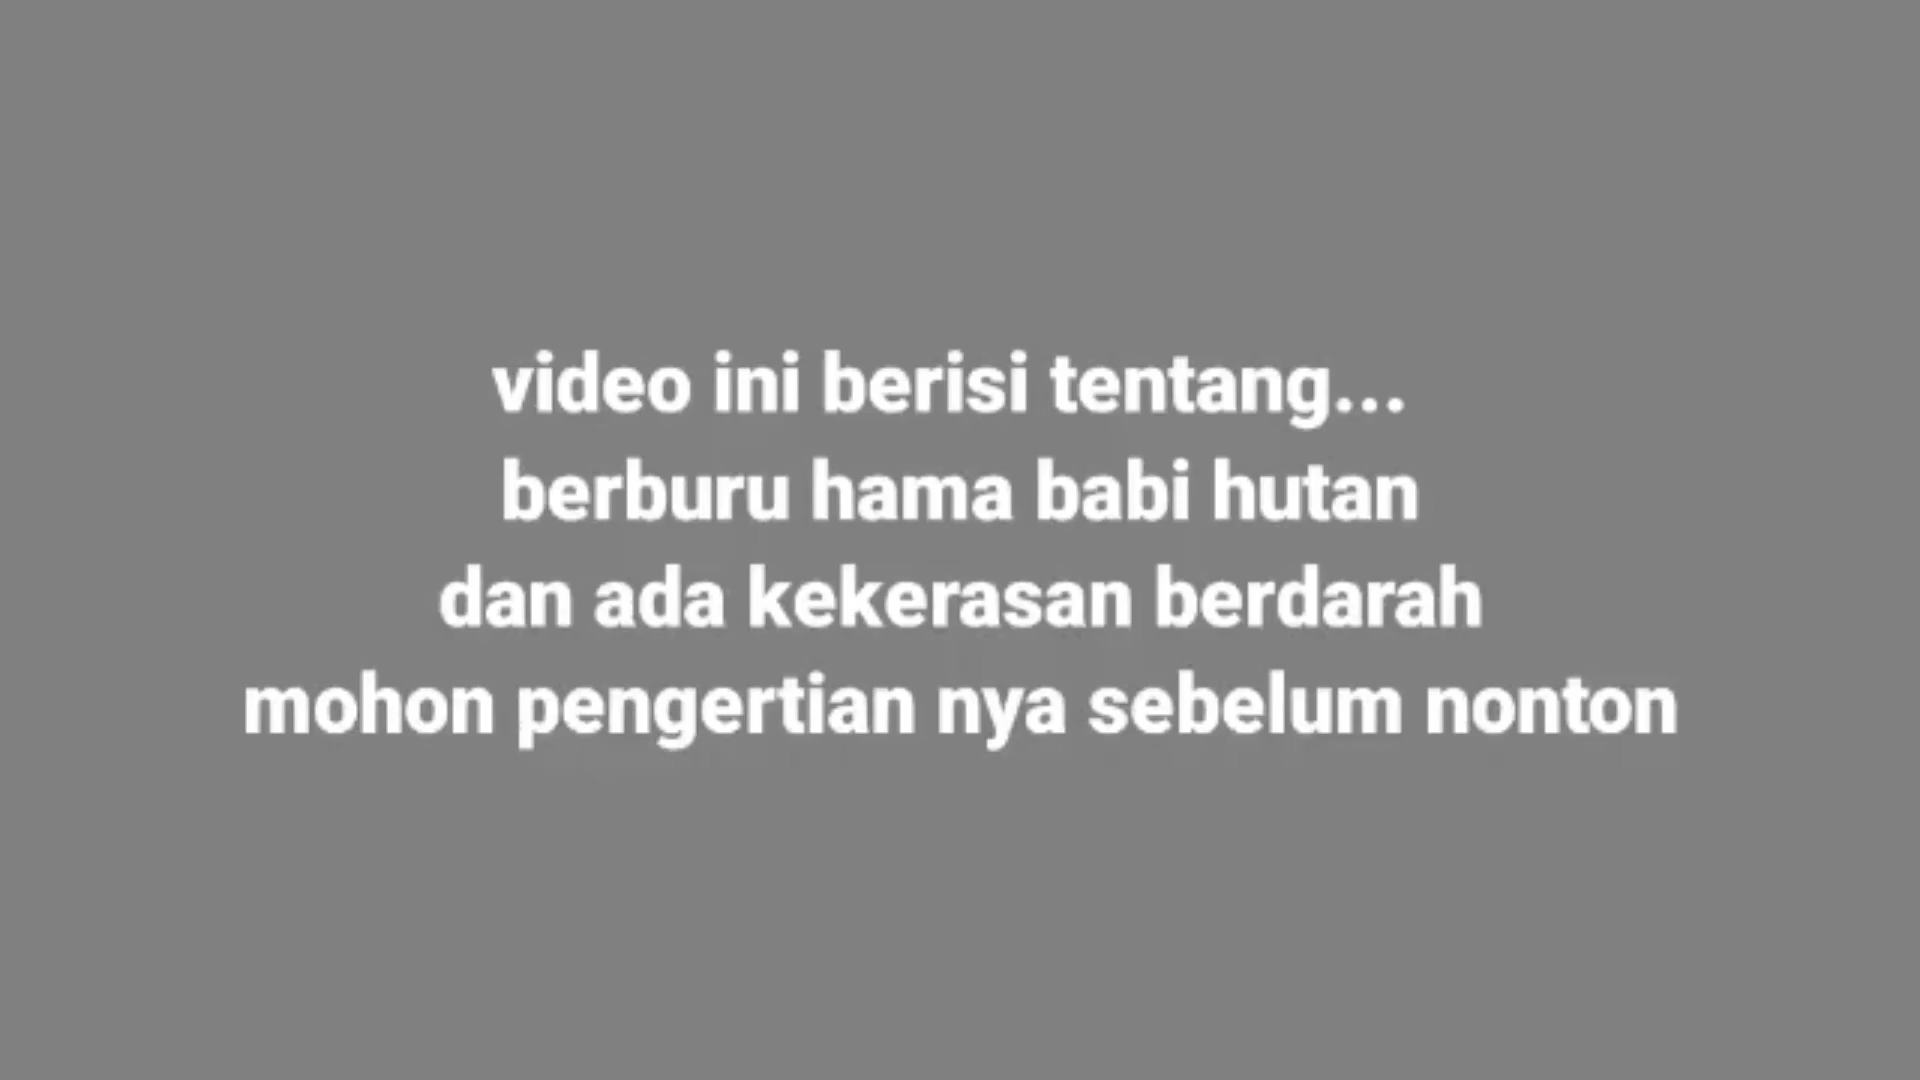 video ini berisi tentang...
berburu hama babi hutan
dan ada kekerasan berdarah
mohon pengertian nya sebelum nonton